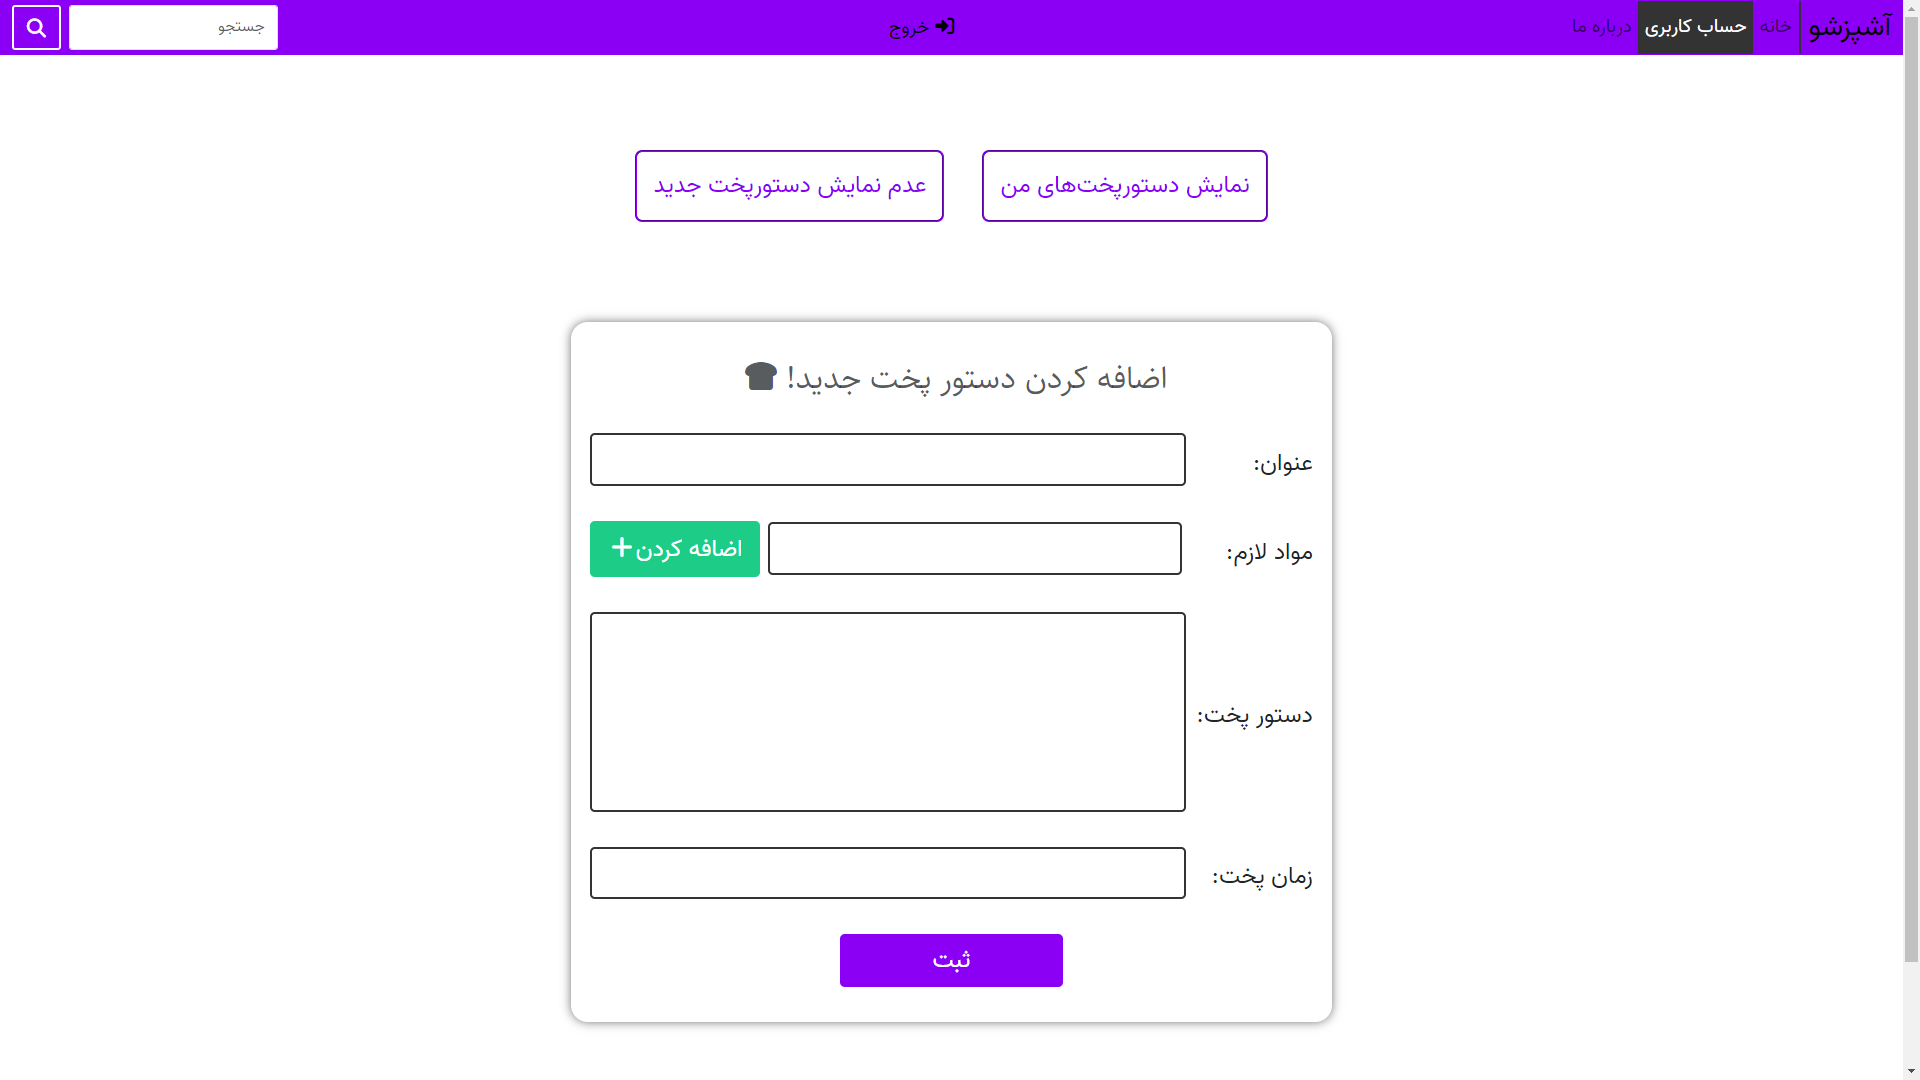 آشپزشو
خانه
حساب کاربری
درباره ما
خروج
جستجو
نمایش دستورپخت‌های من
عدم نمایش دستورپخت جدید
اضافه کردن دستور پخت جدید!
عنوان:
مواد لازم:
اضافه کردن
دستور پخت:
زمان پخت:
ثبت